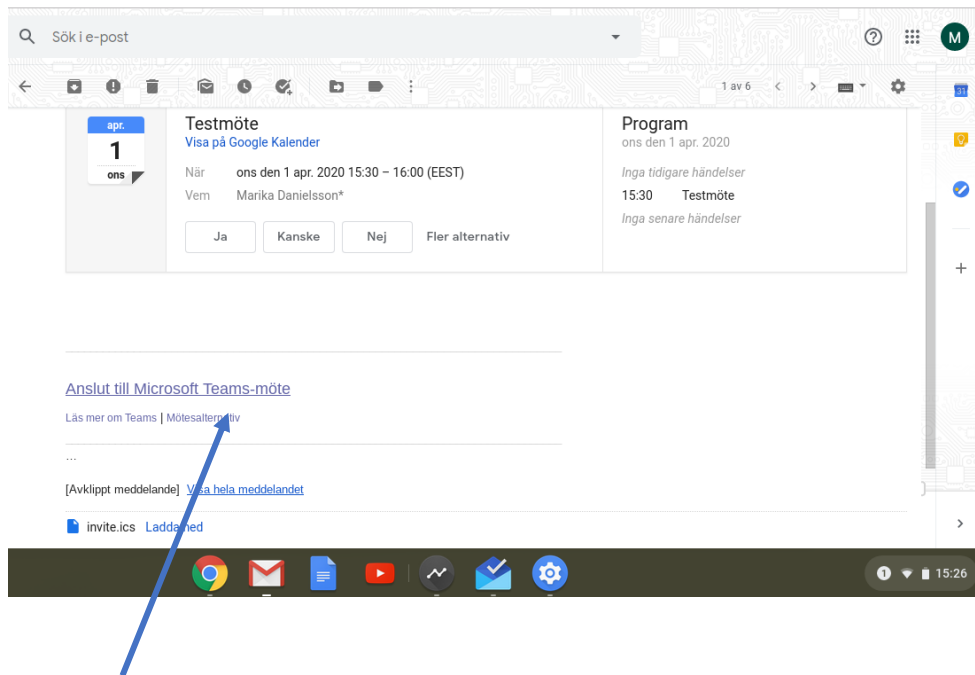 Sök i e-post
M
1 av 6
31
apr.
1
ons
Testmöte
Visa på Google Kalender
När ons den 1 apr. 2020 15:30 – 16:00 (EEST)
Vem Marika Danielsson*
Ja Kanske Nej Fler alternativ
Program
ons den 1 apr. 2020
Inga tidigare händelser
15:30 Testmöte
Inga senare händelser
Anslut till Microsoft Teams-möte
Läs mer om Teams | Mötesalternativ
...
[Avklippt meddelande] Visa hela meddelandet
invite.ics Ladda ned
1 15:26